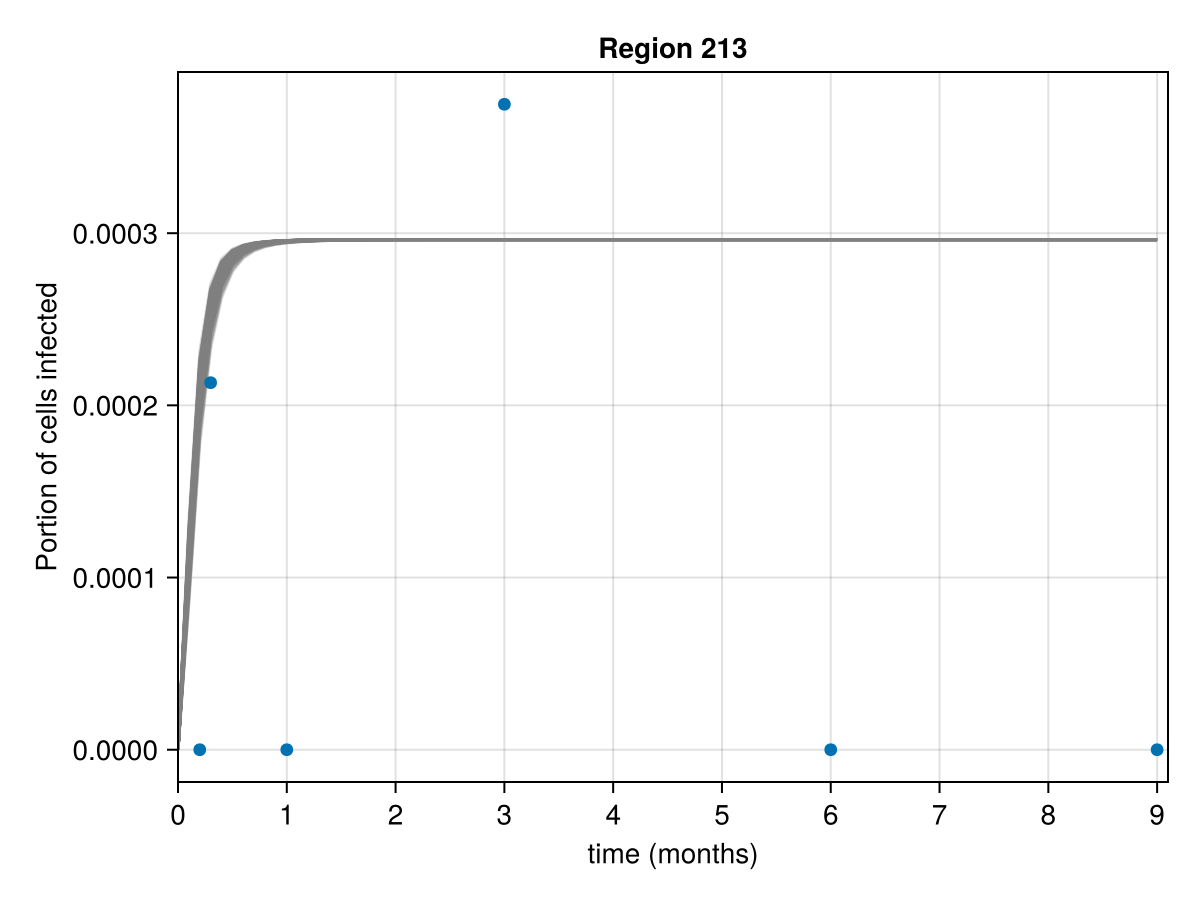 Region 213
Portion of cells infected
0.0003
0.0002
0.0001
0.0000
0 1 2 3 4 5 6 7 8 9
time (months)